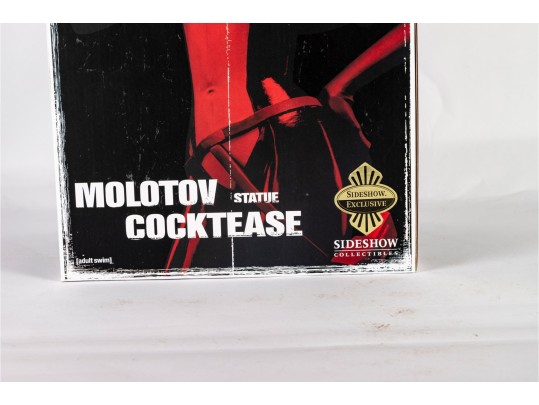 MOLOTOV STATUE
COCKTEASE
SIDESHOW
EXCLUSIVE
SIDESHOW
COLLECTIBLES
[adult swim]